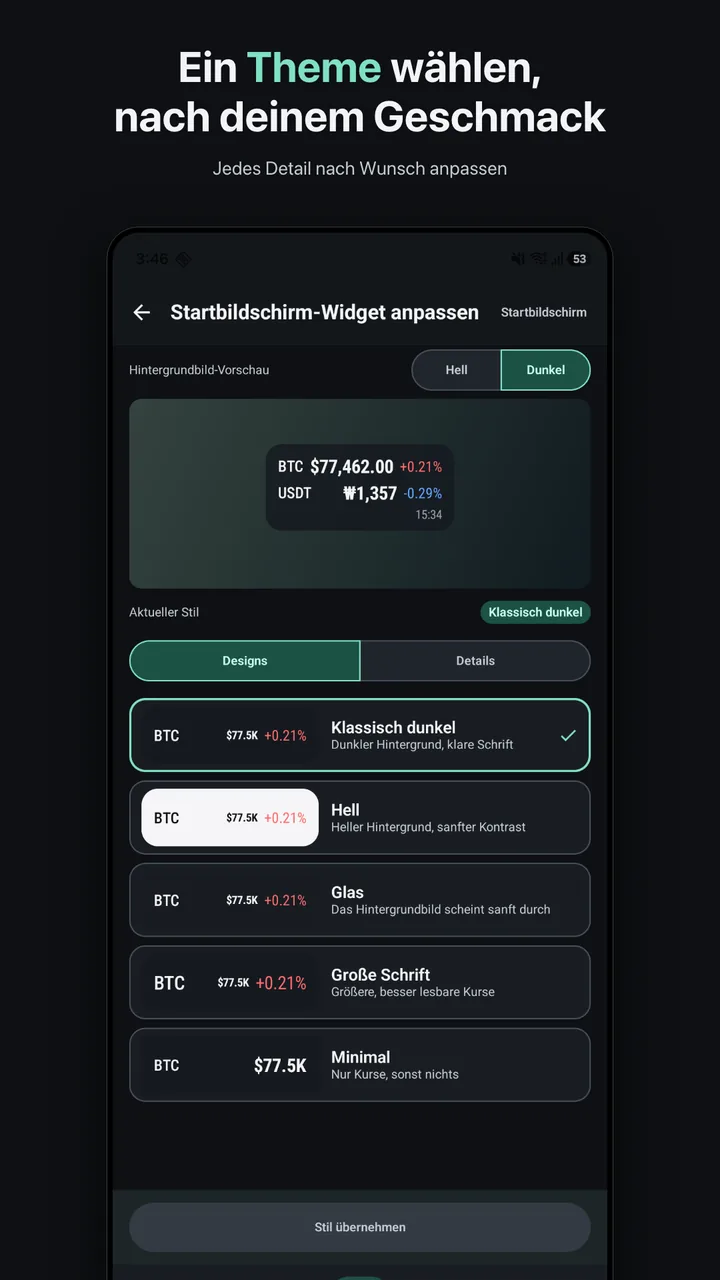 Ein Theme wählen,
nach deinem Geschmack
Jedes Detail nach Wunsch anpassen
3:46
53
Startbildschirm-Widget anpassen
Startbildschirm
Hintergrundbild-Vorschau
Hell
Dunkel
BTC $77,462.00 +0.21%
USDT ₩1,357 -0.29%
15:34
Aktueller Stil
Klassisch dunkel
Designs
Details
BTC $77.5K +0.21%
Klassisch dunkel
Dunkler Hintergrund, klare Schrift
BTC $77.5K +0.21%
Hell
Heller Hintergrund, sanfter Kontrast
BTC $77.5K +0.21%
Glas
Das Hintergrundbild scheint sanft durch
BTC $77.5K +0.21%
Große Schrift
Größere, besser lesbare Kurse
BTC $77.5K
Minimal
Nur Kurse, sonst nichts
Stil übernehmen